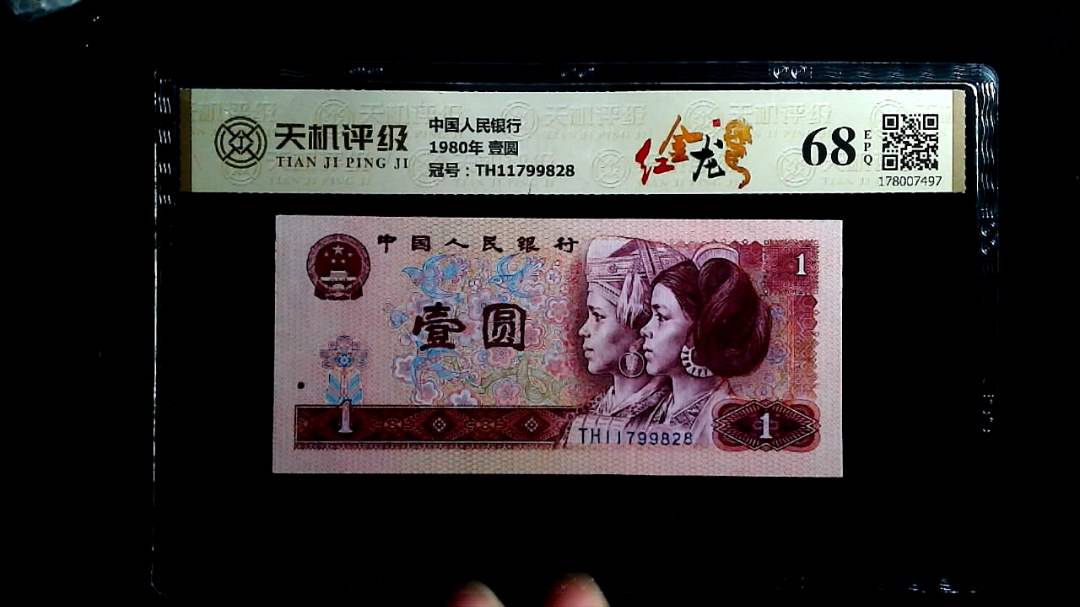 天机评级
TIAN JI PING JI
中国人民银行
1980年 壹圆
冠号：TH11799828
红金龙
68
EPQ
178007497
中国人民银行
1
壹圆
1
TH11799828
1